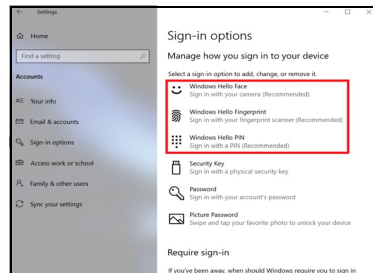 Settings
Home
Find a setting
Accounts
Your info
Email & accounts
Sign-in options
Access work or school
Family & other users
Sync your settings
Sign-in options
Manage how you sign in to your device
Select a sign-in option to add, change, or remove it.
Windows Hello Face
Sign in with your camera (Recommended)
Windows Hello Fingerprint
Sign in with your fingerprint scanner (Recommended)
Windows Hello PIN
Sign in with a PIN (Recommended)
Security Key
Sign in with a physical security key
Password
Sign in with your account's password
Picture Password
Swipe and tap your favorite photo to unlock your device
Require sign-in
If you've been away, when should Windows require you to sign in